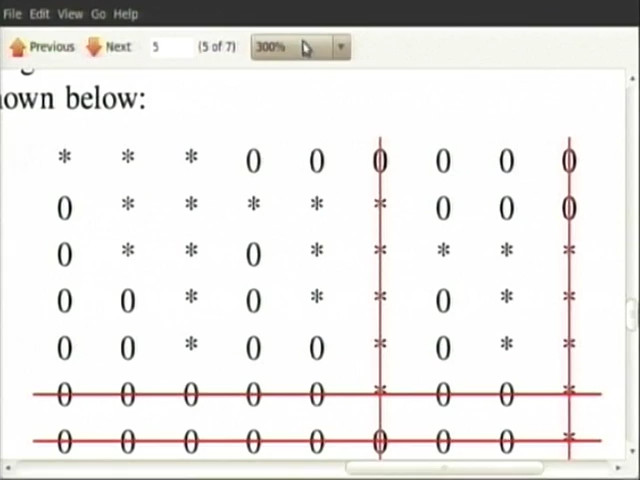 File Edit View Go Help
Previous Next 5 (5 of 7) 300%
own below:
* * * 0 0 0 0 0 0
0 * * * * * 0 0 0
0 * * 0 * * * * *
0 0 * 0 * * 0 * *
0 0 * 0 0 * 0 * *
0 0 0 0 0 * 0 0 *
0 0 0 0 0 0 0 0 *